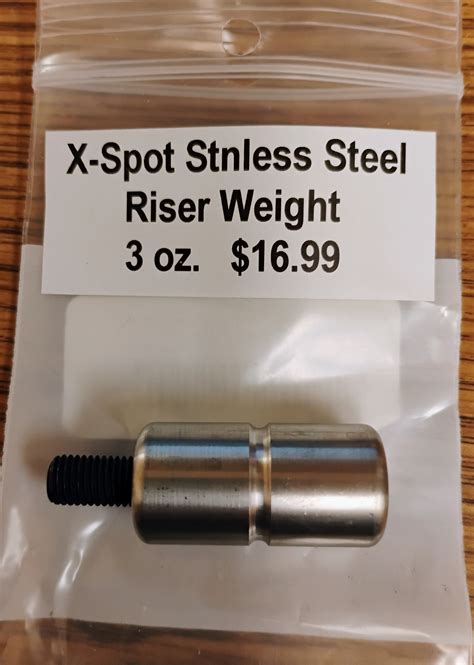 X-Spot Stnless Steel
Riser Weight
3 oz. $16.99